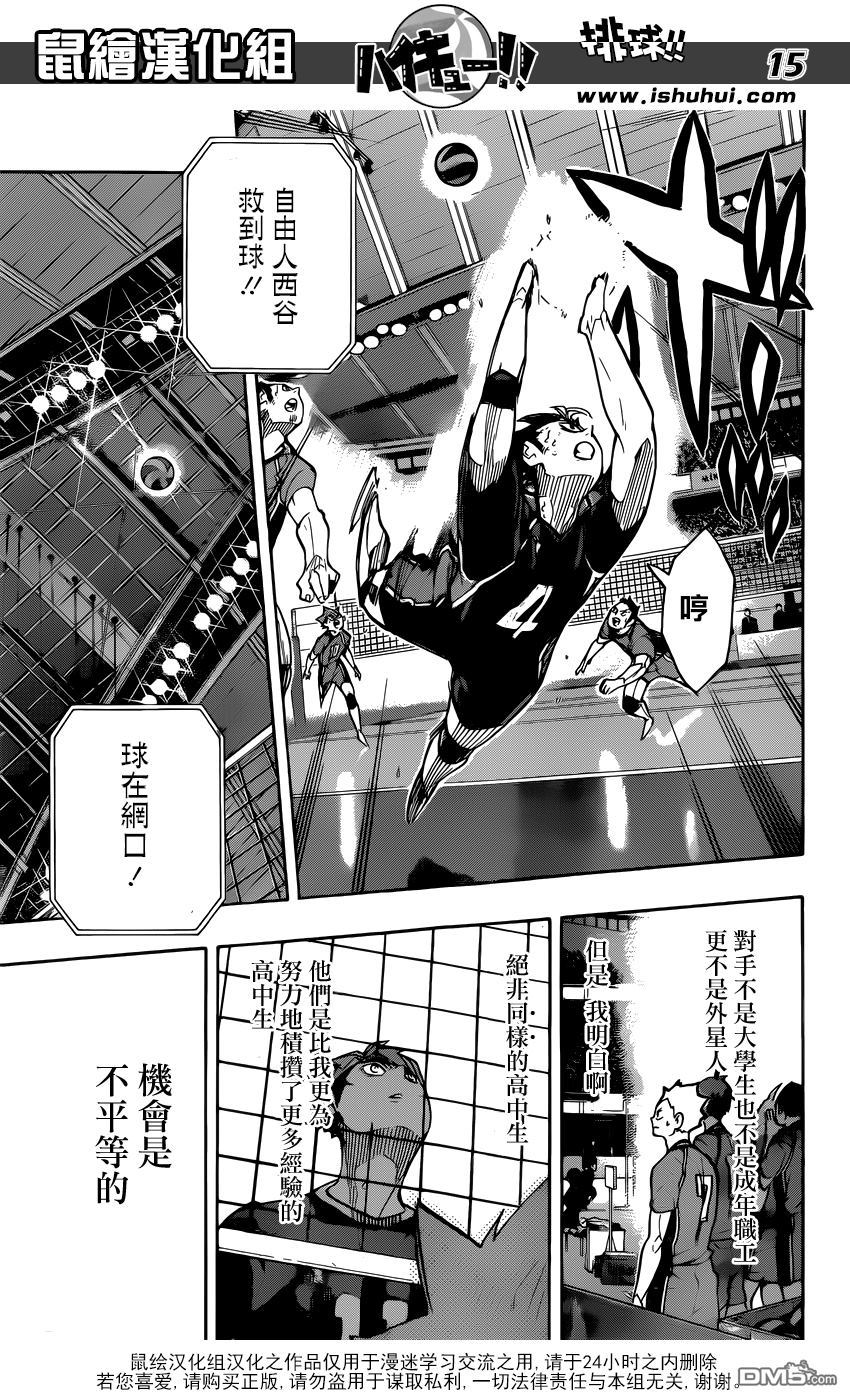 鼠繪漢化組
ハイキュー!!
排球!!
15
www.ishuhui.com
自由人西谷
救到球!!
4
哼
球在網口!
對手不是大學生也不是成年職工
更不是外星人
但是 我明白啊
絕非同樣的高中生
他們是比我更為
努力地積攢了更多經驗的
高中生
機會是
不平等的
鼠绘汉化组汉化之作品仅用于漫迷学习交流之用, 请于24小时之内删除
若您喜爱, 请购买正版, 请勿盗用于谋取私利, 一切法律责任与本组无关, 谢谢。
DM5.com